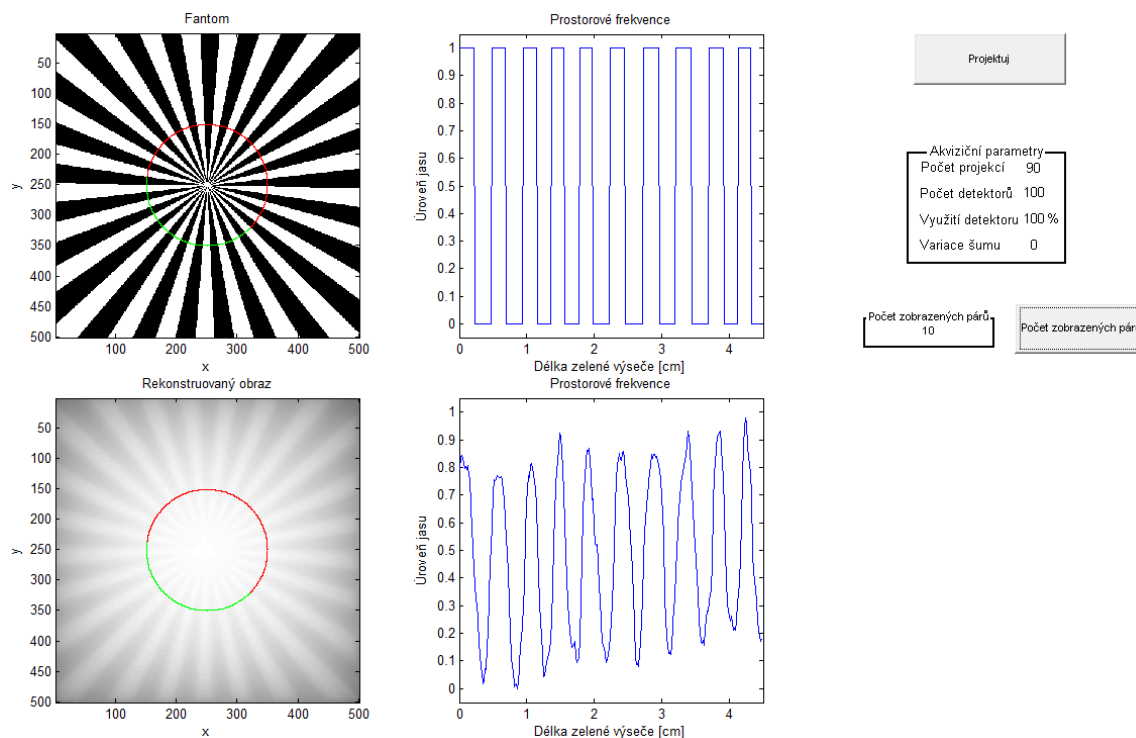 Fantom
50
100
150
200
250
300
350
400
450
500
y
100 200 300 400 500
x
Prostorové frekvence
1
0.9
0.8
0.7
0.6
0.5
0.4
0.3
0.2
0.1
0
Úroveň jasu
0 1 2 3 4
Délka zelené výseče [cm]
Projektuj
Akviziční parametry
Počet projekcí 90
Počet detektorů 100
Využití detektoru 100 %
Variace šumu 0
Počet zobrazených párů
10
Počet zobrazených párů
Rekonstruovaný obraz
50
100
150
200
250
300
350
400
450
500
y
100 200 300 400 500
x
Prostorové frekvence
1
0.9
0.8
0.7
0.6
0.5
0.4
0.3
0.2
0.1
0
Úroveň jasu
0 1 2 3 4
Délka zelené výseče [cm]